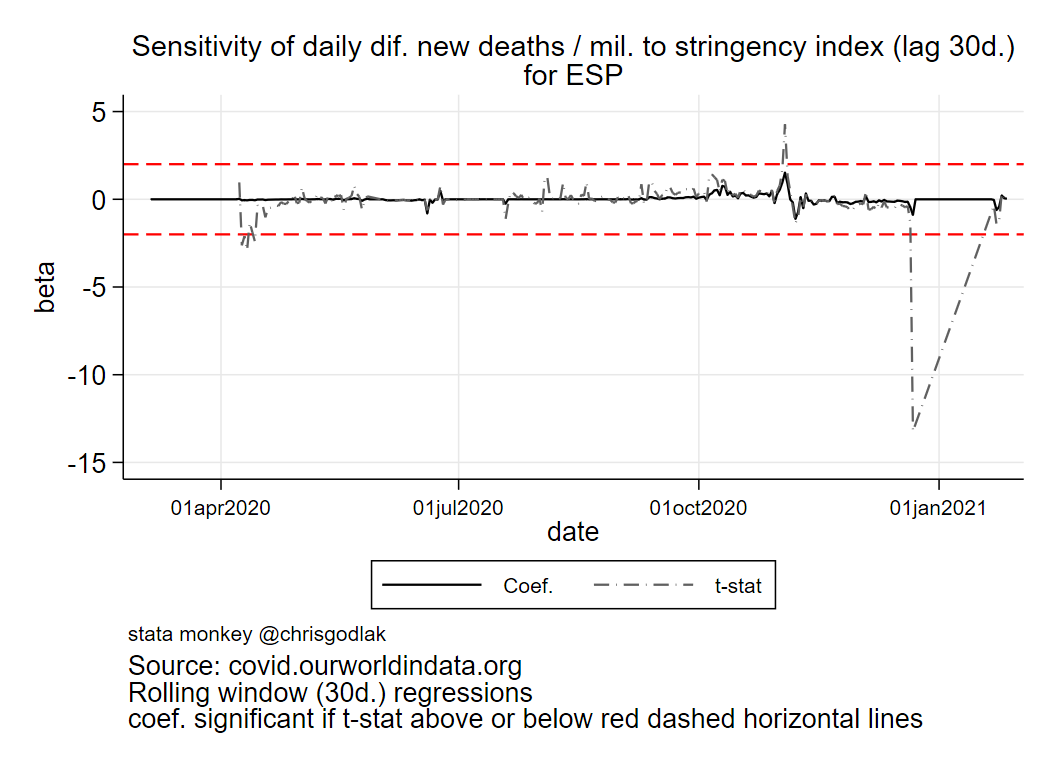 Sensitivity of daily dif. new deaths / mil. to stringency index (lag 30d.)
for ESP
beta
5
0
-5
-10
-15
01apr2020
01jul2020
01oct2020
01jan2021
date
Coef.
t-stat
stata monkey @chrisgodlak
Source: covid.ourworldindata.org
Rolling window (30d.) regressions
coef. significant if t-stat above or below red dashed horizontal lines